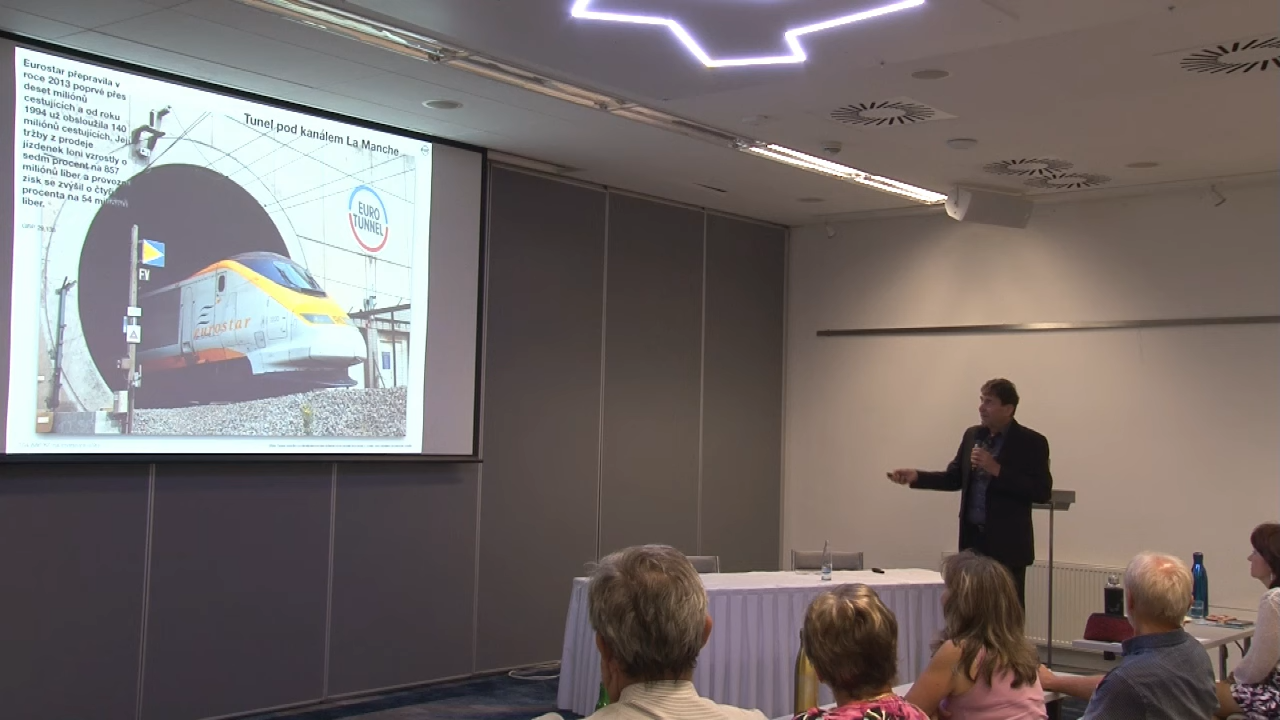 Eurostar přepravila v
roce 2013 poprvé přes
deset miliónů
cestujících a od roku
1994 už obsloužila 140
miliónů cestujících. Její
tržby z prodeje
jízdenek loni vzrostly o
sedm procent na 857
miliónů liber a provozní
zisk se zvýšil o čtyři
procenta na 54 miliónů
liber.
Tunel pod kanálem La Manche
EURO
TUNNEL
FV
eurostar